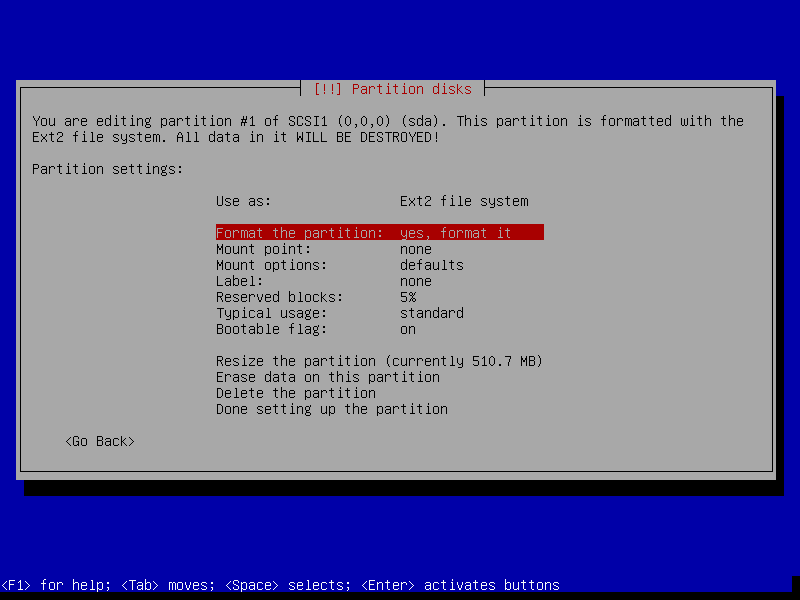 [!!] Partition disks
You are editing partition #1 of SCSI1 (0,0,0) (sda). This partition is formatted with the
Ext2 file system. All data in it WILL BE DESTROYED!
Partition settings:
Use as: Ext2 file system
Format the partition: yes, format it
Mount point: none
Mount options: defaults
Label: none
Reserved blocks: 5%
Typical usage: standard
Bootable flag: on
Resize the partition (currently 510.7 MB)
Erase data on this partition
Delete the partition
Done setting up the partition
<Go Back>
<F1> for help; <Tab> moves; <Space> selects; <Enter> activates buttons